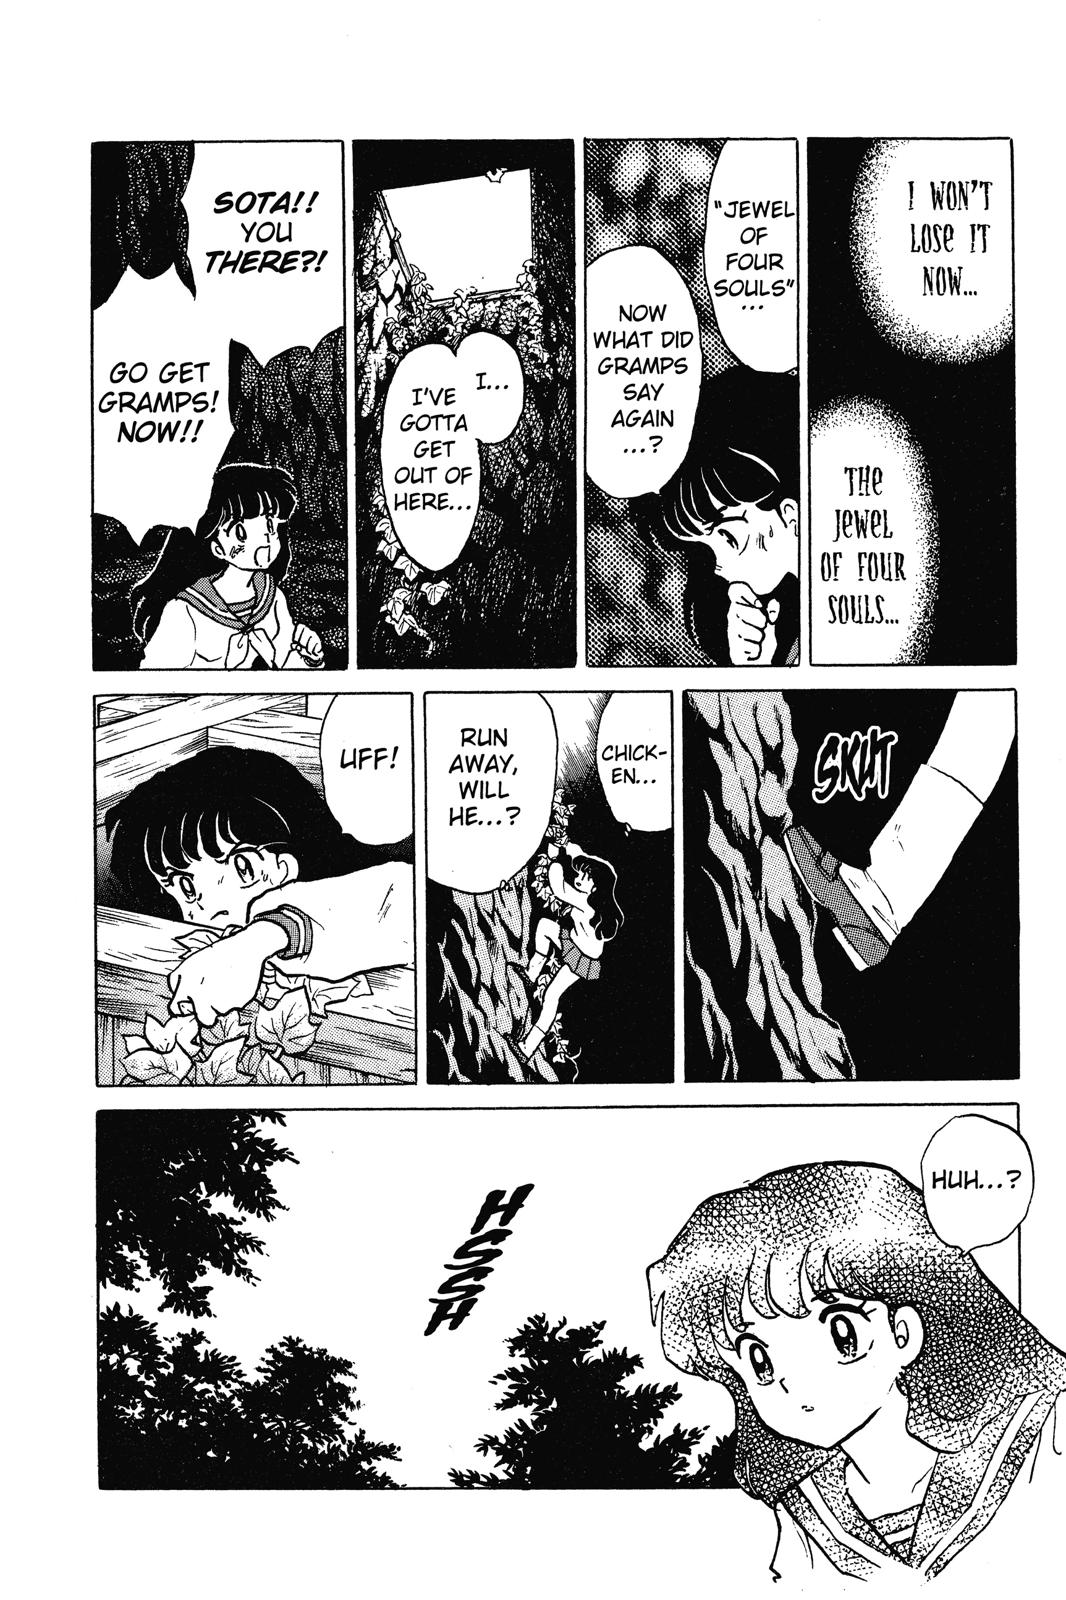 I WON'T
LOSE IT
NOW...
THE
JEWEL
OF FOUR
SOULS...
"JEWEL
OF
FOUR
SOULS"
...
NOW
WHAT DID
GRAMPS
SAY
AGAIN
...?
I...
I'VE
GOTTA
GET
OUT OF
HERE...
SOTA!!
YOU
THERE?!
GO GET
GRAMPS!
NOW!!
SKUT
CHICK-
EN...
RUN
AWAY,
WILL
HE...?
UFF!
HUH...?
HSSH